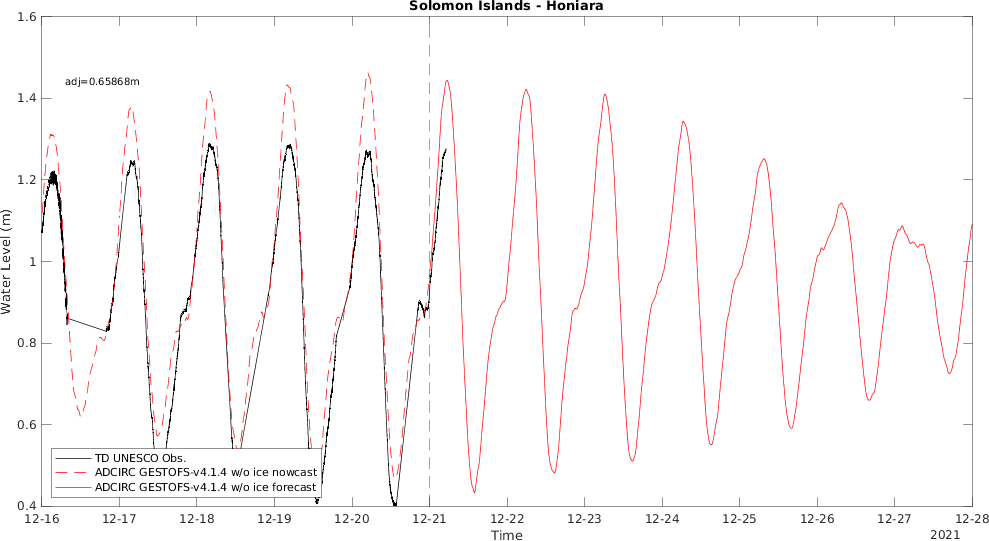 Solomon Islands - Honiara
1.6
1.4
1.2
1
0.8
0.6
0.4
Water Level (m)
adj=0.65868m
TD UNESCO Obs.
ADCIRC GESTOFS-v4.1.4 w/o ice nowcast
ADCIRC GESTOFS-v4.1.4 w/o ice forecast
12-16 12-17 12-18 12-19 12-20 12-21 12-22 12-23 12-24 12-25 12-26 12-27 12-28
Time
2021